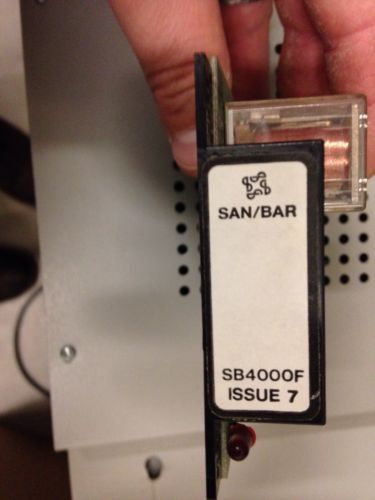 SAN/BAR
SB4000F
ISSUE 7